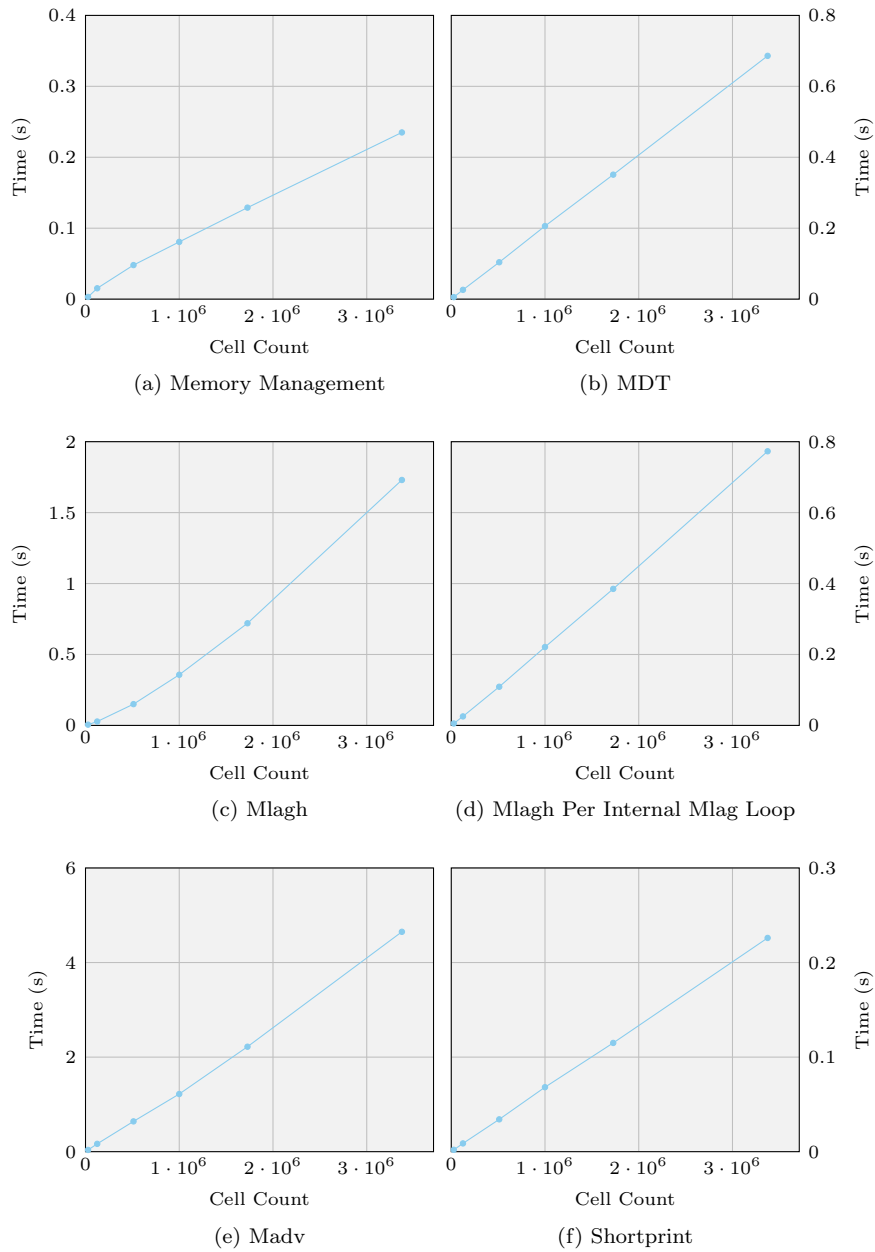 0.4
0.3
0.2
0.1
0
Time (s)
0
1 · 10⁶
2 · 10⁶
3 · 10⁶
Cell Count
(a) Memory Management
0.8
0.6
0.4
0.2
0
Time (s)
0
1 · 10⁶
2 · 10⁶
3 · 10⁶
Cell Count
(b) MDT
2
1.5
1
0.5
0
Time (s)
0
1 · 10⁶
2 · 10⁶
3 · 10⁶
Cell Count
(c) Mlagh
0.8
0.6
0.4
0.2
0
Time (s)
0
1 · 10⁶
2 · 10⁶
3 · 10⁶
Cell Count
(d) Mlagh Per Internal Mlag Loop
6
4
2
0
Time (s)
0
1 · 10⁶
2 · 10⁶
3 · 10⁶
Cell Count
(e) Madv
0.3
0.2
0.1
0
Time (s)
0
1 · 10⁶
2 · 10⁶
3 · 10⁶
Cell Count
(f) Shortprint